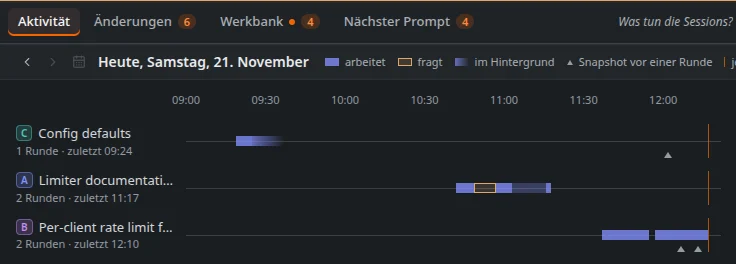 Aktivität Änderungen 6 Werkbank 4 Nächster Prompt 4 Was tun die Sessions?
Heute, Samstag, 21. November arbeitet fragt im Hintergrund Snapshot vor einer Runde
09:00 09:30 10:00 10:30 11:00 11:30 12:00
C Config defaults
1 Runde · zuletzt 09:24
A Limiter documentati...
2 Runden · zuletzt 11:17
B Per-client rate limit f...
2 Runden · zuletzt 12:10